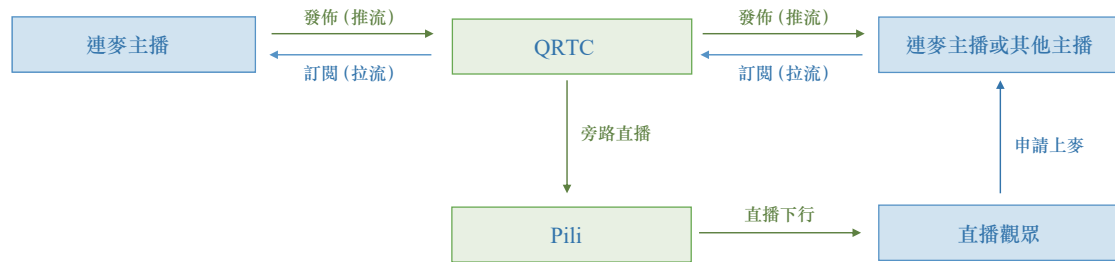 發佈(推流)
發佈(推流)
連麥主播
QRTC
連麥主播或其他主播
訂閱(拉流)
訂閱(拉流)
旁路直播
申請上麥
直播下行
Pili
直播觀眾